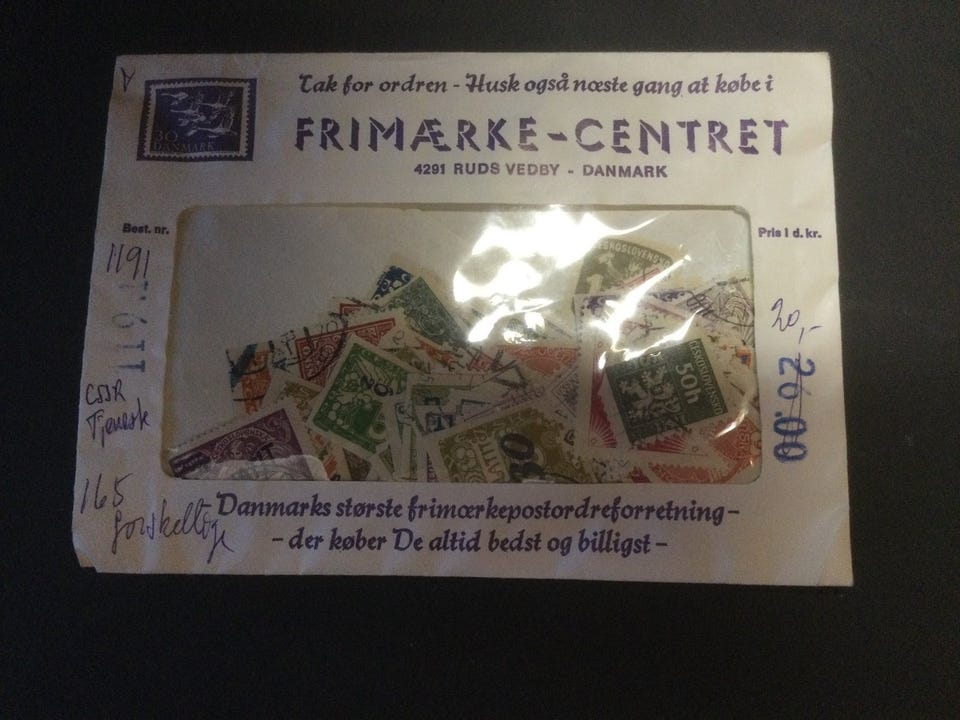 Tak for ordren - Husk også næste gang at købe i
FRIMÆRKE-CENTRET
4291 RUDS VEDBY - DANMARK
30
DANMARK
Best. nr.
1191
1191
CSSR
Tjeneste
165
forskellige
Pris i d. kr.
20,-
26.00
ČESKOSLOVENSKO
ČESKOSLOVENSKO
50h
Danmarks største frimærkepostordreforretning-
- der køber De altid bedst og billigst -